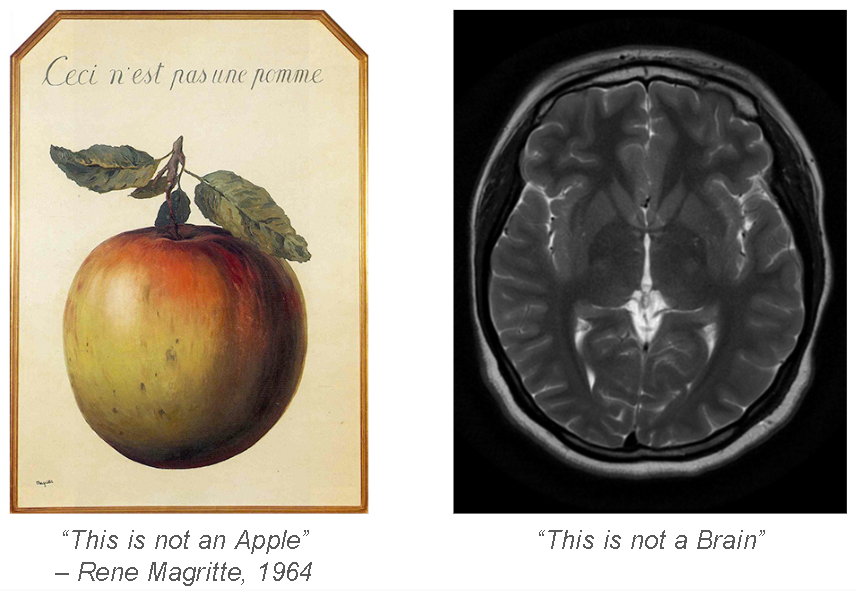 Ceci n'est pas une pomme
Magritte
“This is not an Apple”
– Rene Magritte, 1964
“This is not a Brain”